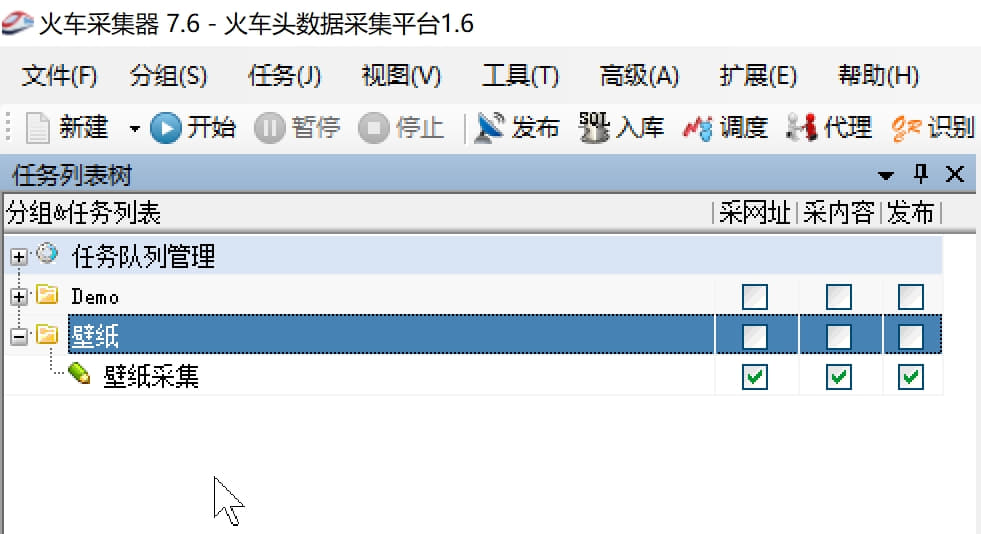 火车采集器 7.6 - 火车头数据采集平台1.6
文件(F) 分组(S) 任务(J) 视图(V) 工具(T) 高级(A) 扩展(E) 帮助(H)
新建 开始 暂停 停止 发布 SQL 入库 调度 代理 GR 识别
任务列表树
分组&任务列表 采网址 采内容 发布
任务队列管理
Demo
壁纸
壁纸采集